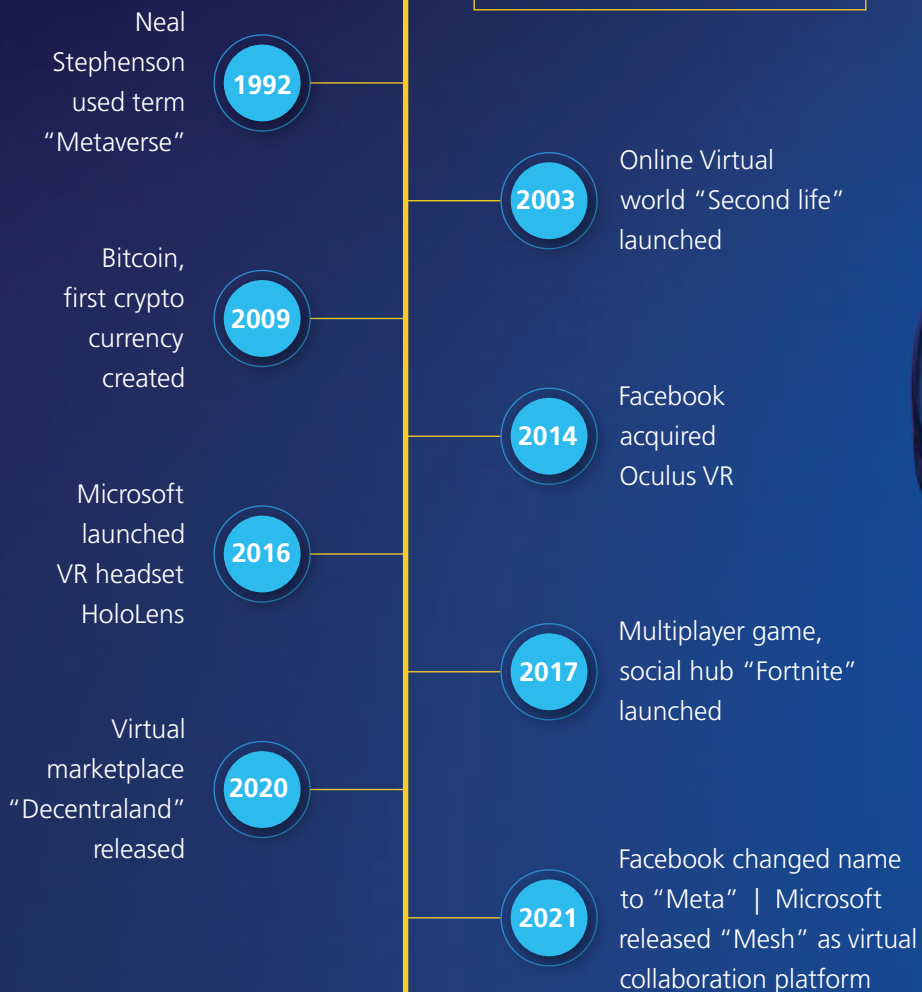 Neal
Stephenson
used term
“Metaverse”
1992
2003
Online Virtual
world “Second life”
launched
Bitcoin,
first crypto
currency
created
2009
2014
Facebook
acquired
Oculus VR
Microsoft
launched
VR headset
HoloLens
2016
2017
Multiplayer game,
social hub “Fortnite”
launched
Virtual
marketplace
“Decentraland”
released
2020
2021
Facebook changed name
to “Meta” | Microsoft
released “Mesh” as virtual
collaboration platform